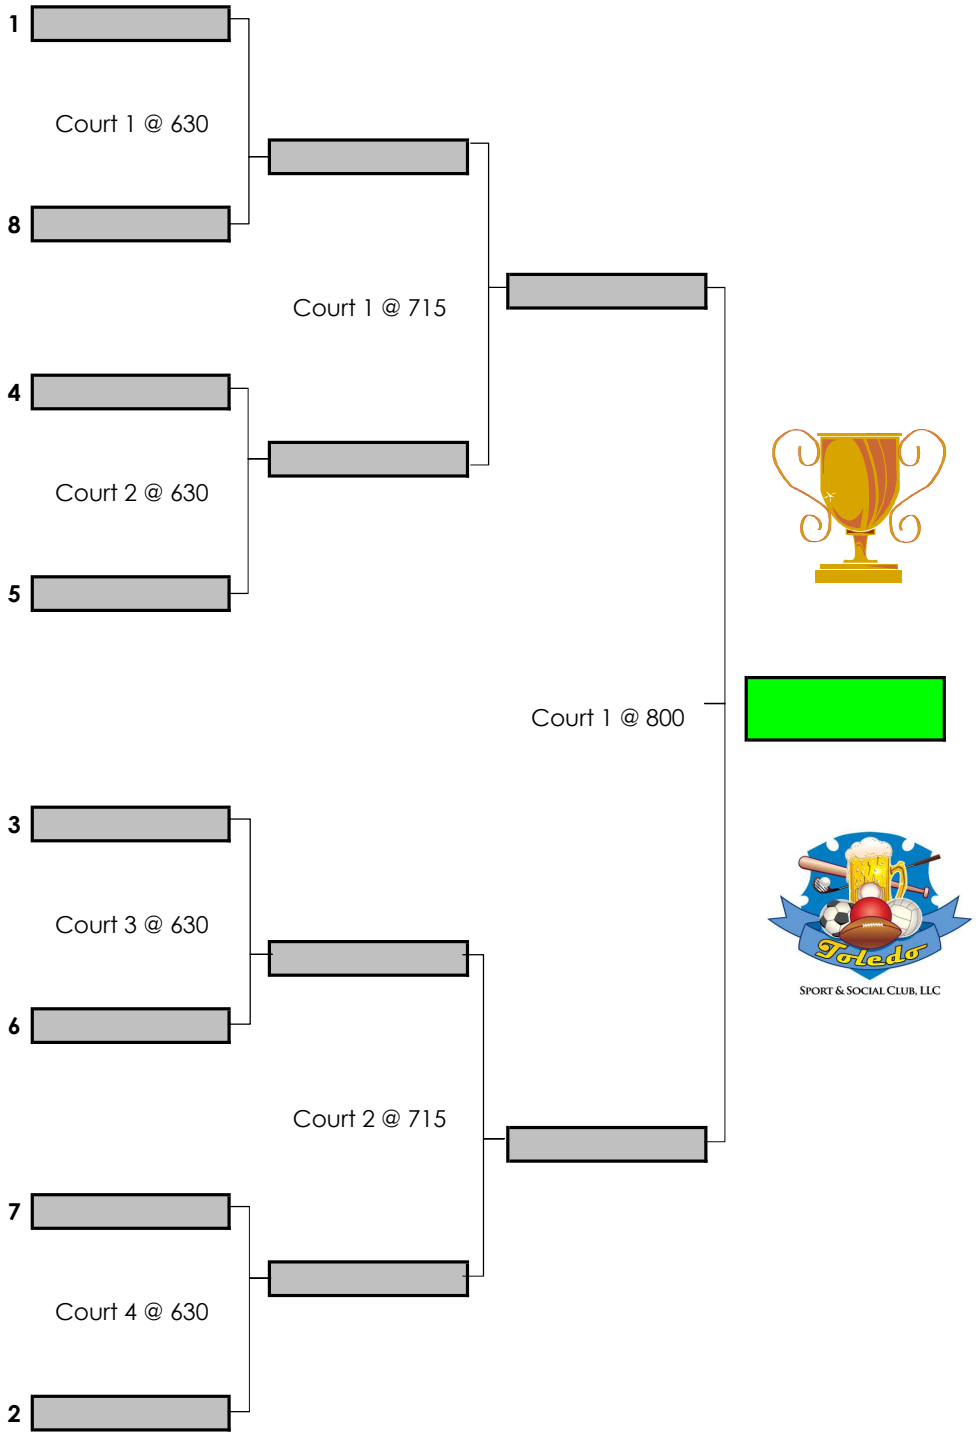 1
Court 1 @ 630
8
Court 1 @ 715
4
Court 2 @ 630
5
Court 1 @ 800
3
Court 3 @ 630
6
Court 2 @ 715
7
Court 4 @ 630
2
Toledo
SPORT & SOCIAL CLUB, LLC